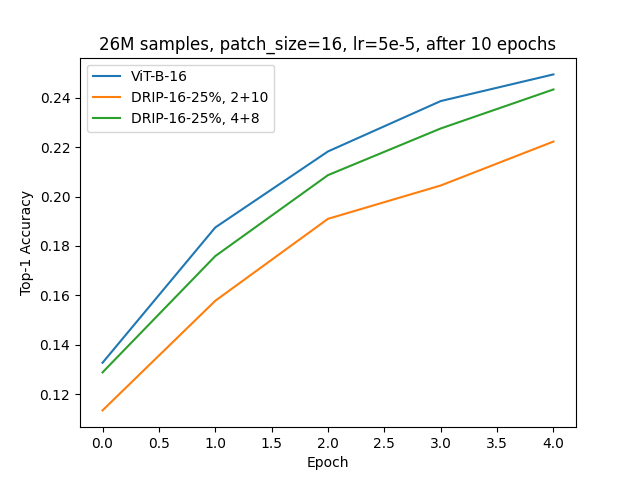 26M samples, patch_size=16, lr=5e-5, after 10 epochs
ViT-B-16
DRIP-16-25%, 2+10
DRIP-16-25%, 4+8
Top-1 Accuracy
0.24
0.22
0.20
0.18
0.16
0.14
0.12
0.0 0.5 1.0 1.5 2.0 2.5 3.0 3.5 4.0
Epoch